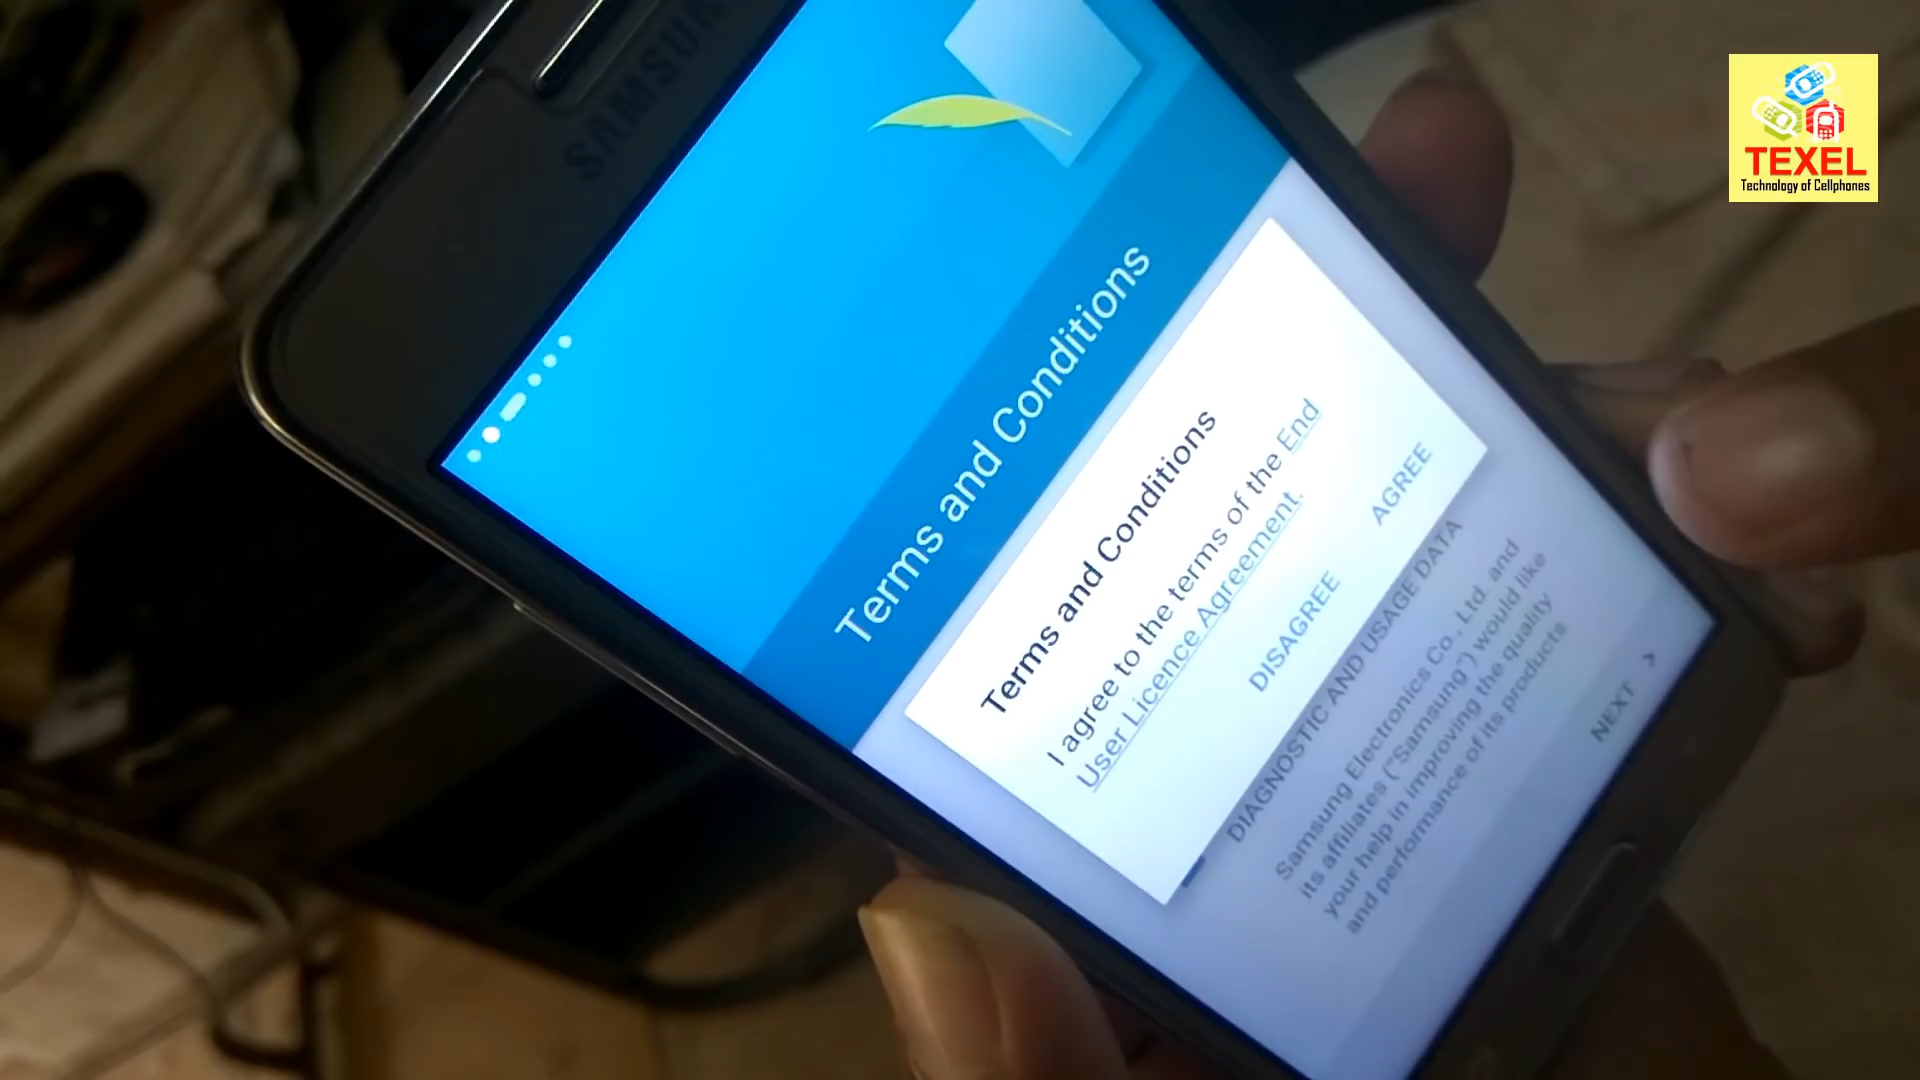 SAMSUNG
Terms and Conditions
Terms and Conditions
I agree to the terms of the End
User Licence Agreement.
DISAGREE
AGREE
DIAGNOSTIC AND USAGE DATA
Samsung Electronics Co., Ltd. and
its affiliates ("Samsung") would like
your help in improving the quality
and performance of its products
NEXT >
TEXEL
Technology of Cellphones